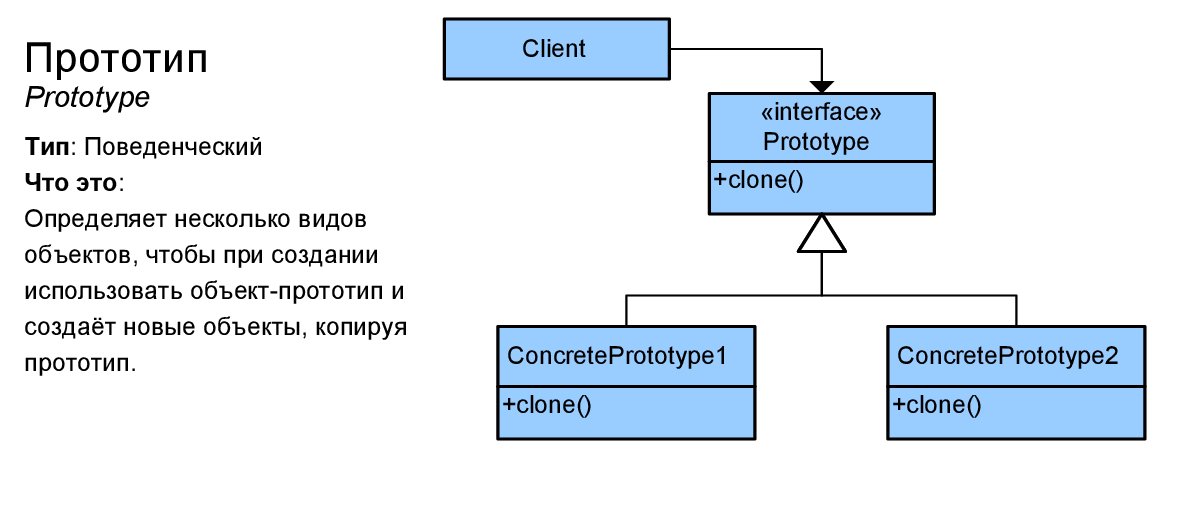 Прототип
Prototype
Тип: Поведенческий
Что это:
Определяет несколько видов
объектов, чтобы при создании
использовать объект-прототип и
создаёт новые объекты, копируя
прототип.
Client
«interface»
Prototype
+clone()
ConcretePrototype1
+clone()
ConcretePrototype2
+clone()